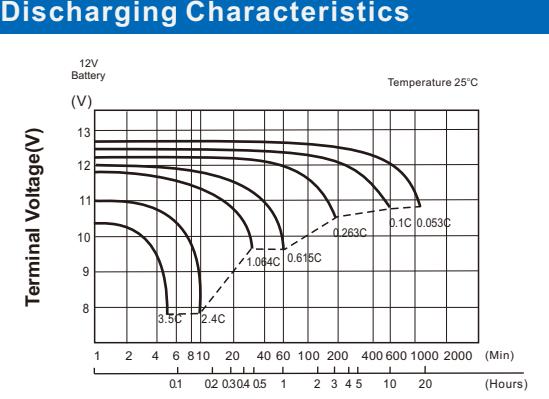 Discharging Characteristics
12V
Battery
Temperature 25°C
(V)
Terminal Voltage(V)
13
12
11
10
9
8
0.1C 0.053C
0.263C
0.615C
1.064C
3.5C 2.4C
1 2 4 6 8 10 20 40 60 100 200 400 600 1000 2000 (Min)
0.1 0.2 0.3 0.4 0.5 1 2 3 4 5 10 20 (Hours)